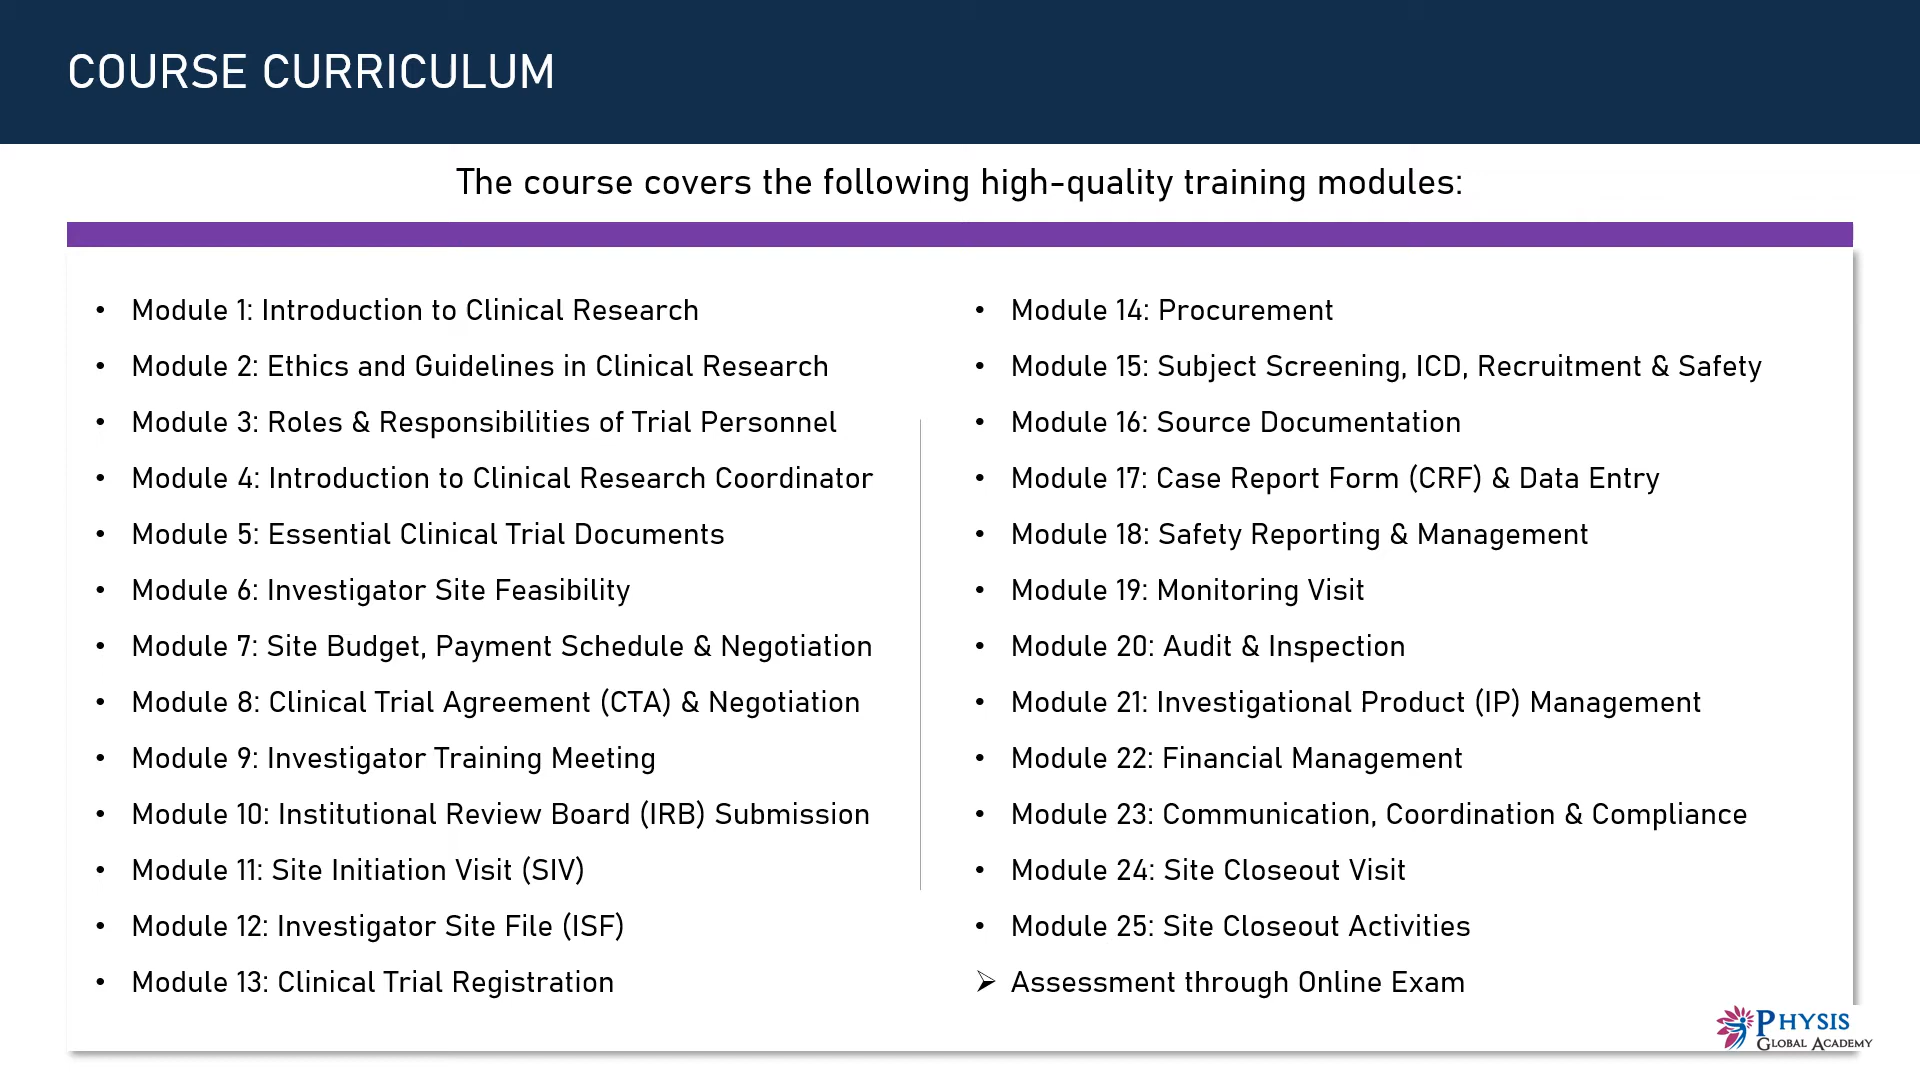 COURSE CURRICULUM
The course covers the following high-quality training modules:
• Module 1: Introduction to Clinical Research
• Module 2: Ethics and Guidelines in Clinical Research
• Module 3: Roles & Responsibilities of Trial Personnel
• Module 4: Introduction to Clinical Research Coordinator
• Module 5: Essential Clinical Trial Documents
• Module 6: Investigator Site Feasibility
• Module 7: Site Budget, Payment Schedule & Negotiation
• Module 8: Clinical Trial Agreement (CTA) & Negotiation
• Module 9: Investigator Training Meeting
• Module 10: Institutional Review Board (IRB) Submission
• Module 11: Site Initiation Visit (SIV)
• Module 12: Investigator Site File (ISF)
• Module 13: Clinical Trial Registration
• Module 14: Procurement
• Module 15: Subject Screening, ICD, Recruitment & Safety
• Module 16: Source Documentation
• Module 17: Case Report Form (CRF) & Data Entry
• Module 18: Safety Reporting & Management
• Module 19: Monitoring Visit
• Module 20: Audit & Inspection
• Module 21: Investigational Product (IP) Management
• Module 22: Financial Management
• Module 23: Communication, Coordination & Compliance
• Module 24: Site Closeout Visit
• Module 25: Site Closeout Activities
➢ Assessment through Online Exam
PHYSIS
GLOBAL ACADEMY